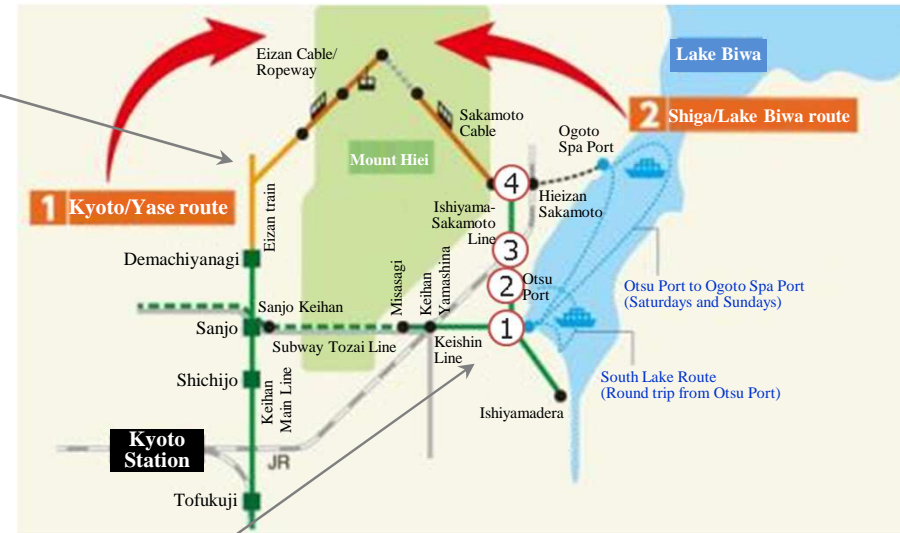 Eizan Cable/
Ropeway
Lake Biwa
Sakamoto
Cable
Ogoto
Spa Port
2 Shiga/Lake Biwa route
Mount Hiei
4
1 Kyoto/Yase route
Ishiyama-
Sakamoto
Line
Hieizan
Sakamoto
Eizan train
3
Demachiyanagi
Misasagi
Keihan
Yamashina
2
Otsu
Port
Otsu Port to Ogoto Spa Port
(Saturdays and Sundays)
Sanjo Keihan
Sanjo
1
Subway Tozai Line
Keishin
Line
Shichijo
Keihan
Main Line
South Lake Route
(Round trip from Otsu Port)
Ishiyamadera
Kyoto
Station
JR
Tofukuji